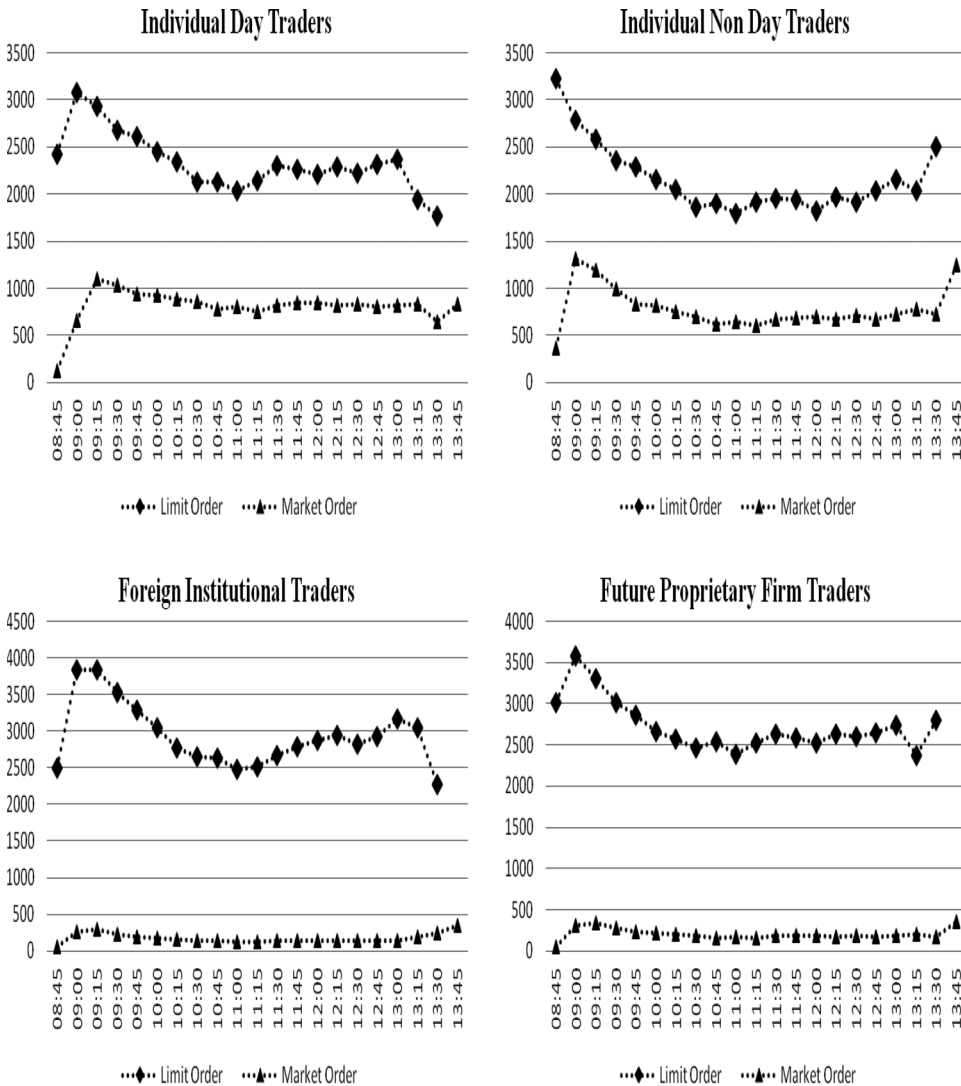 Individual Day Traders
3500
3000
2500
2000
1500
1000
500
0
08:45 09:00 09:15 09:30 09:45 10:00 10:15 10:30 10:45 11:00 11:15 11:30 11:45 12:00 12:15 12:30 12:45 13:00 13:15 13:30 13:45
Limit Order Market Order
Individual Non Day Traders
3500
3000
2500
2000
1500
1000
500
0
08:45 09:00 09:15 09:30 09:45 10:00 10:15 10:30 10:45 11:00 11:15 11:30 11:45 12:00 12:15 12:30 12:45 13:00 13:15 13:30 13:45
Limit Order Market Order
Foreign Institutional Traders
4500
4000
3500
3000
2500
2000
1500
1000
500
0
08:45 09:00 09:15 09:30 09:45 10:00 10:15 10:30 10:45 11:00 11:15 11:30 11:45 12:00 12:15 12:30 12:45 13:00 13:15 13:30 13:45
Limit Order Market Order
Future Proprietary Firm Traders
4000
3500
3000
2500
2000
1500
1000
500
0
08:45 09:00 09:15 09:30 09:45 10:00 10:15 10:30 10:45 11:00 11:15 11:30 11:45 12:00 12:15 12:30 12:45 13:00 13:15 13:30 13:45
Limit Order Market Order